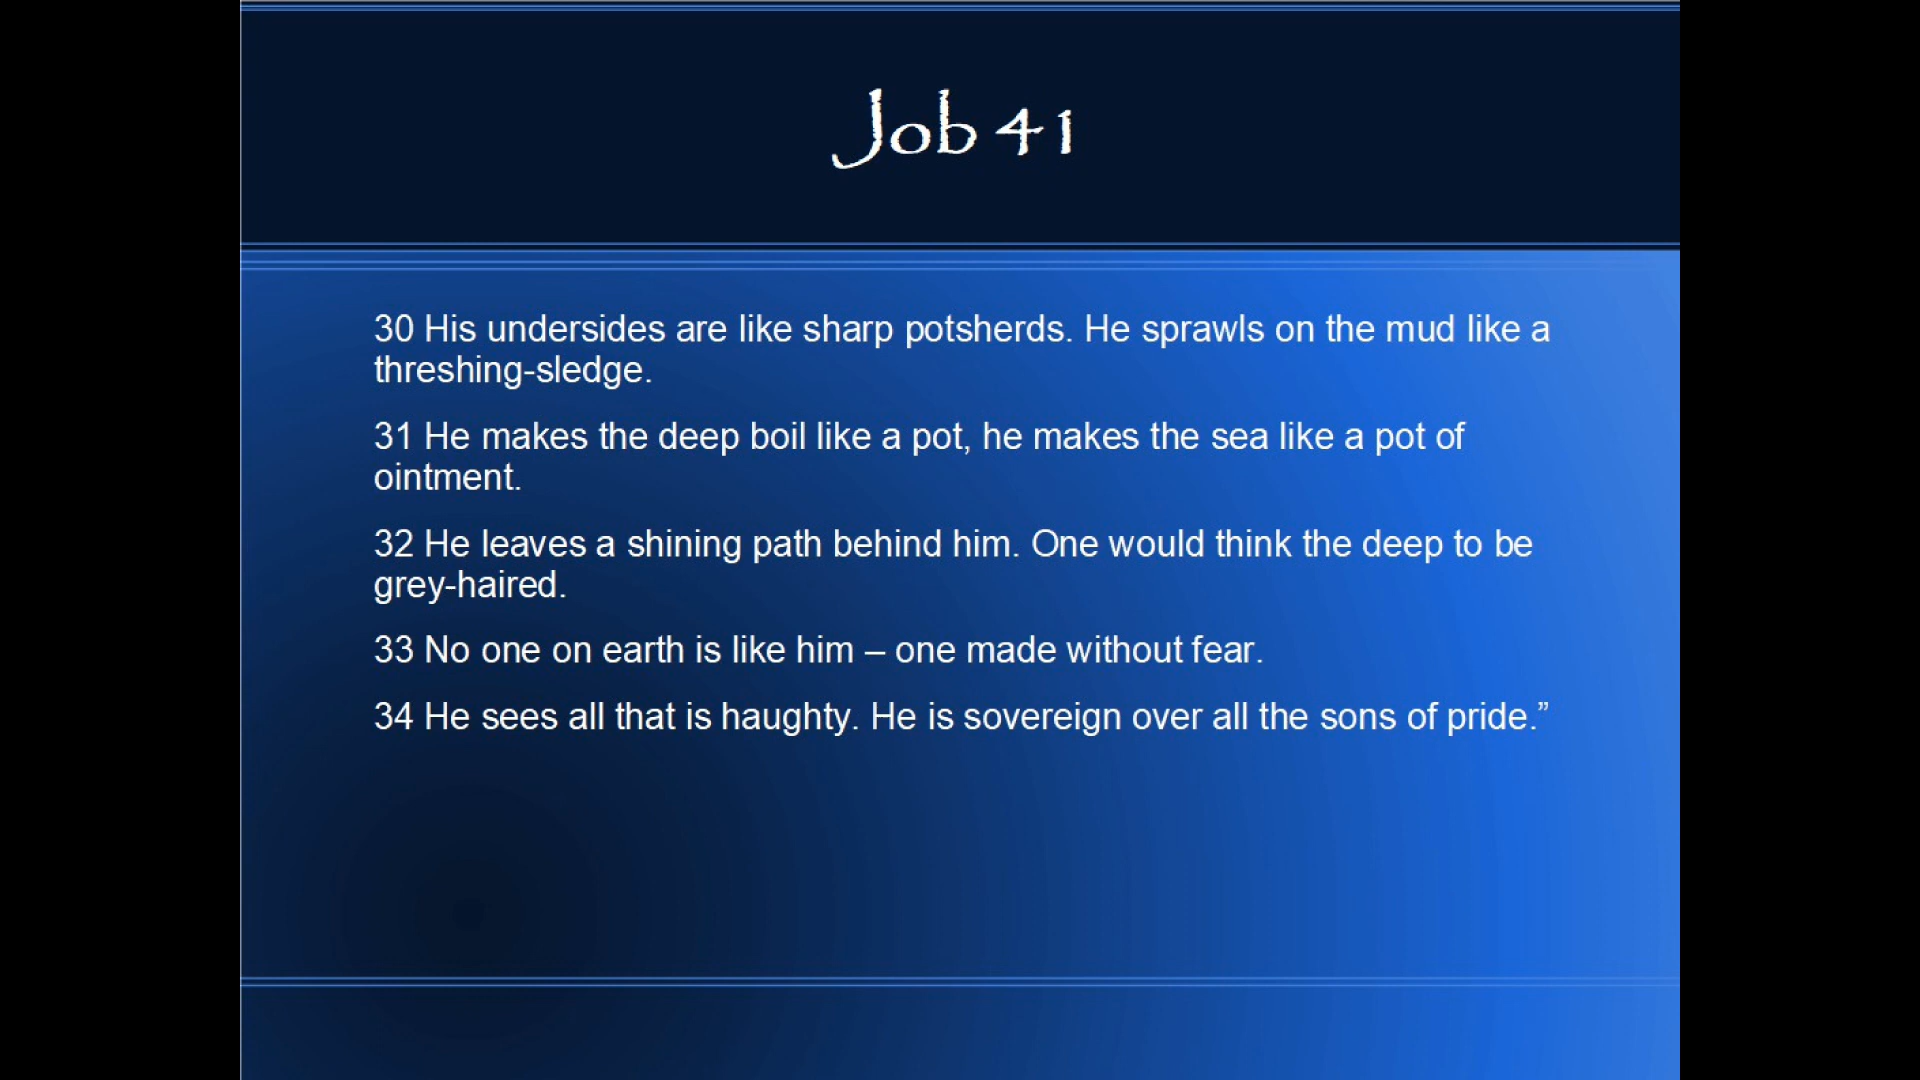 Job 41
30 His undersides are like sharp potsherds. He sprawls on the mud like a
threshing-sledge.
31 He makes the deep boil like a pot, he makes the sea like a pot of
ointment.
32 He leaves a shining path behind him. One would think the deep to be
grey-haired.
33 No one on earth is like him – one made without fear.
34 He sees all that is haughty. He is sovereign over all the sons of pride.”